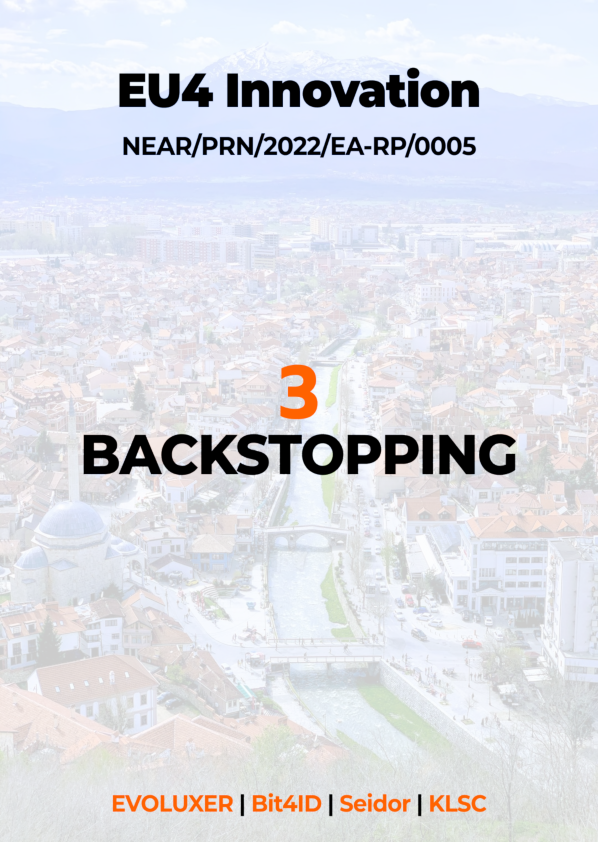 EU4 Innovation
NEAR/PRN/2022/EA-RP/0005
3
BACKSTOPPING
EVOLUXER | Bit4ID | Seidor | KLSC